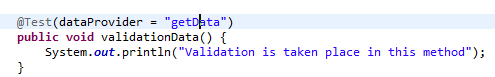 @Test(dataProvider = "getData")
public void validationData() {
System.out.println("Validation is taken place in this method");
}